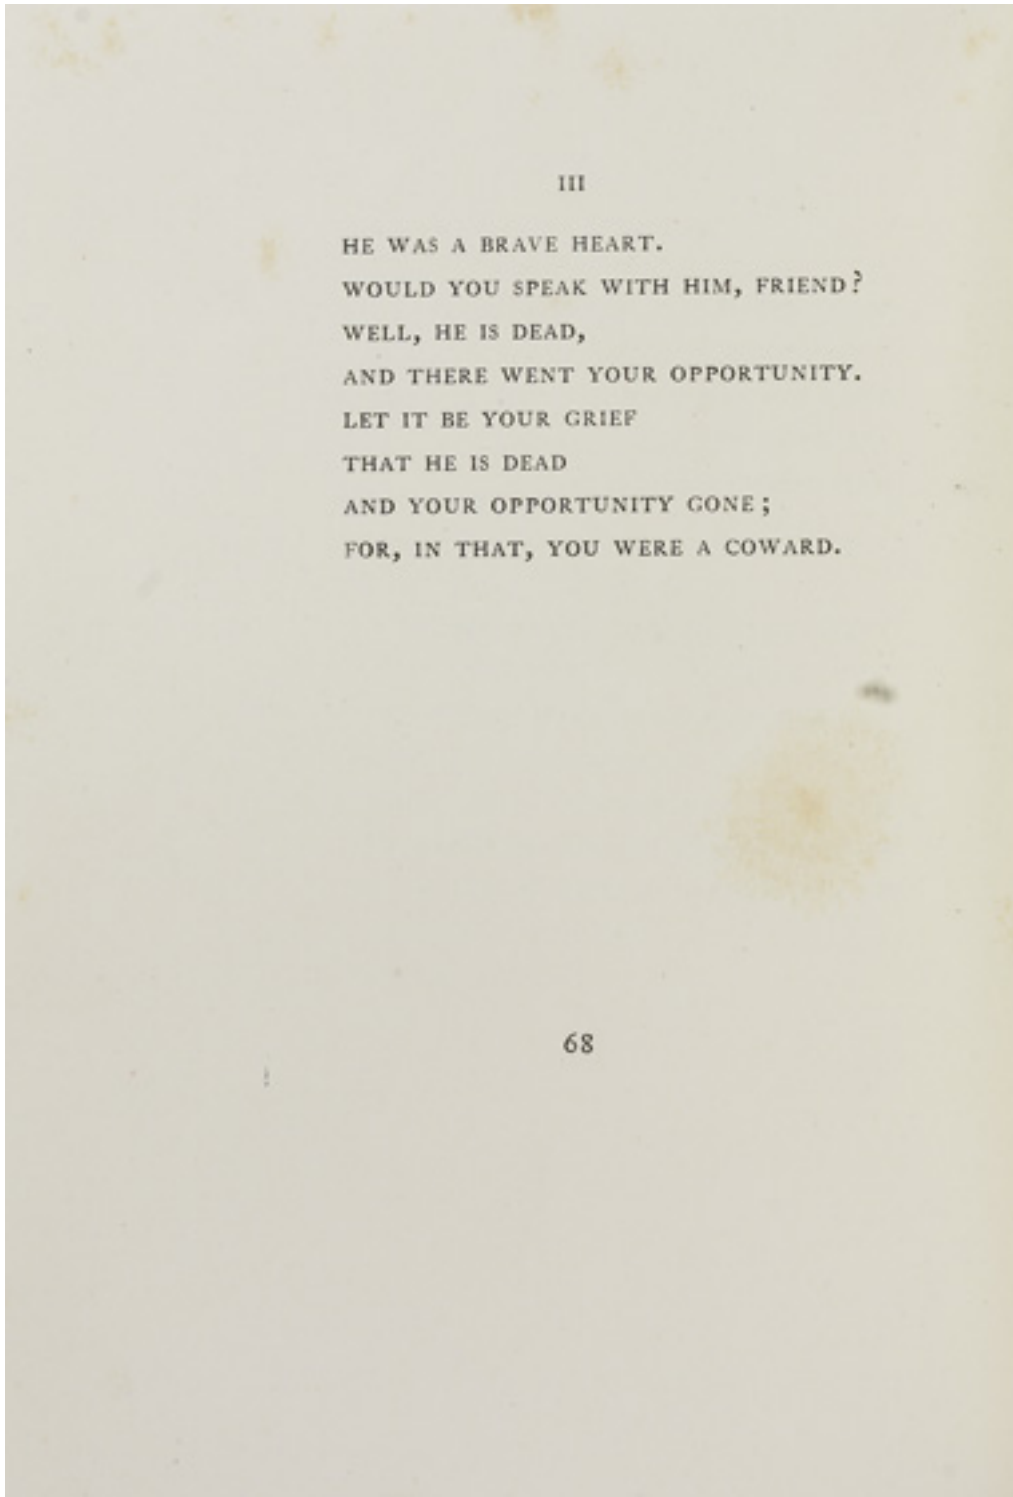 III
HE WAS A BRAVE HEART.
WOULD YOU SPEAK WITH HIM, FRIEND?
WELL, HE IS DEAD,
AND THERE WENT YOUR OPPORTUNITY.
LET IT BE YOUR GRIEF
THAT HE IS DEAD
AND YOUR OPPORTUNITY GONE;
FOR, IN THAT, YOU WERE A COWARD.
68